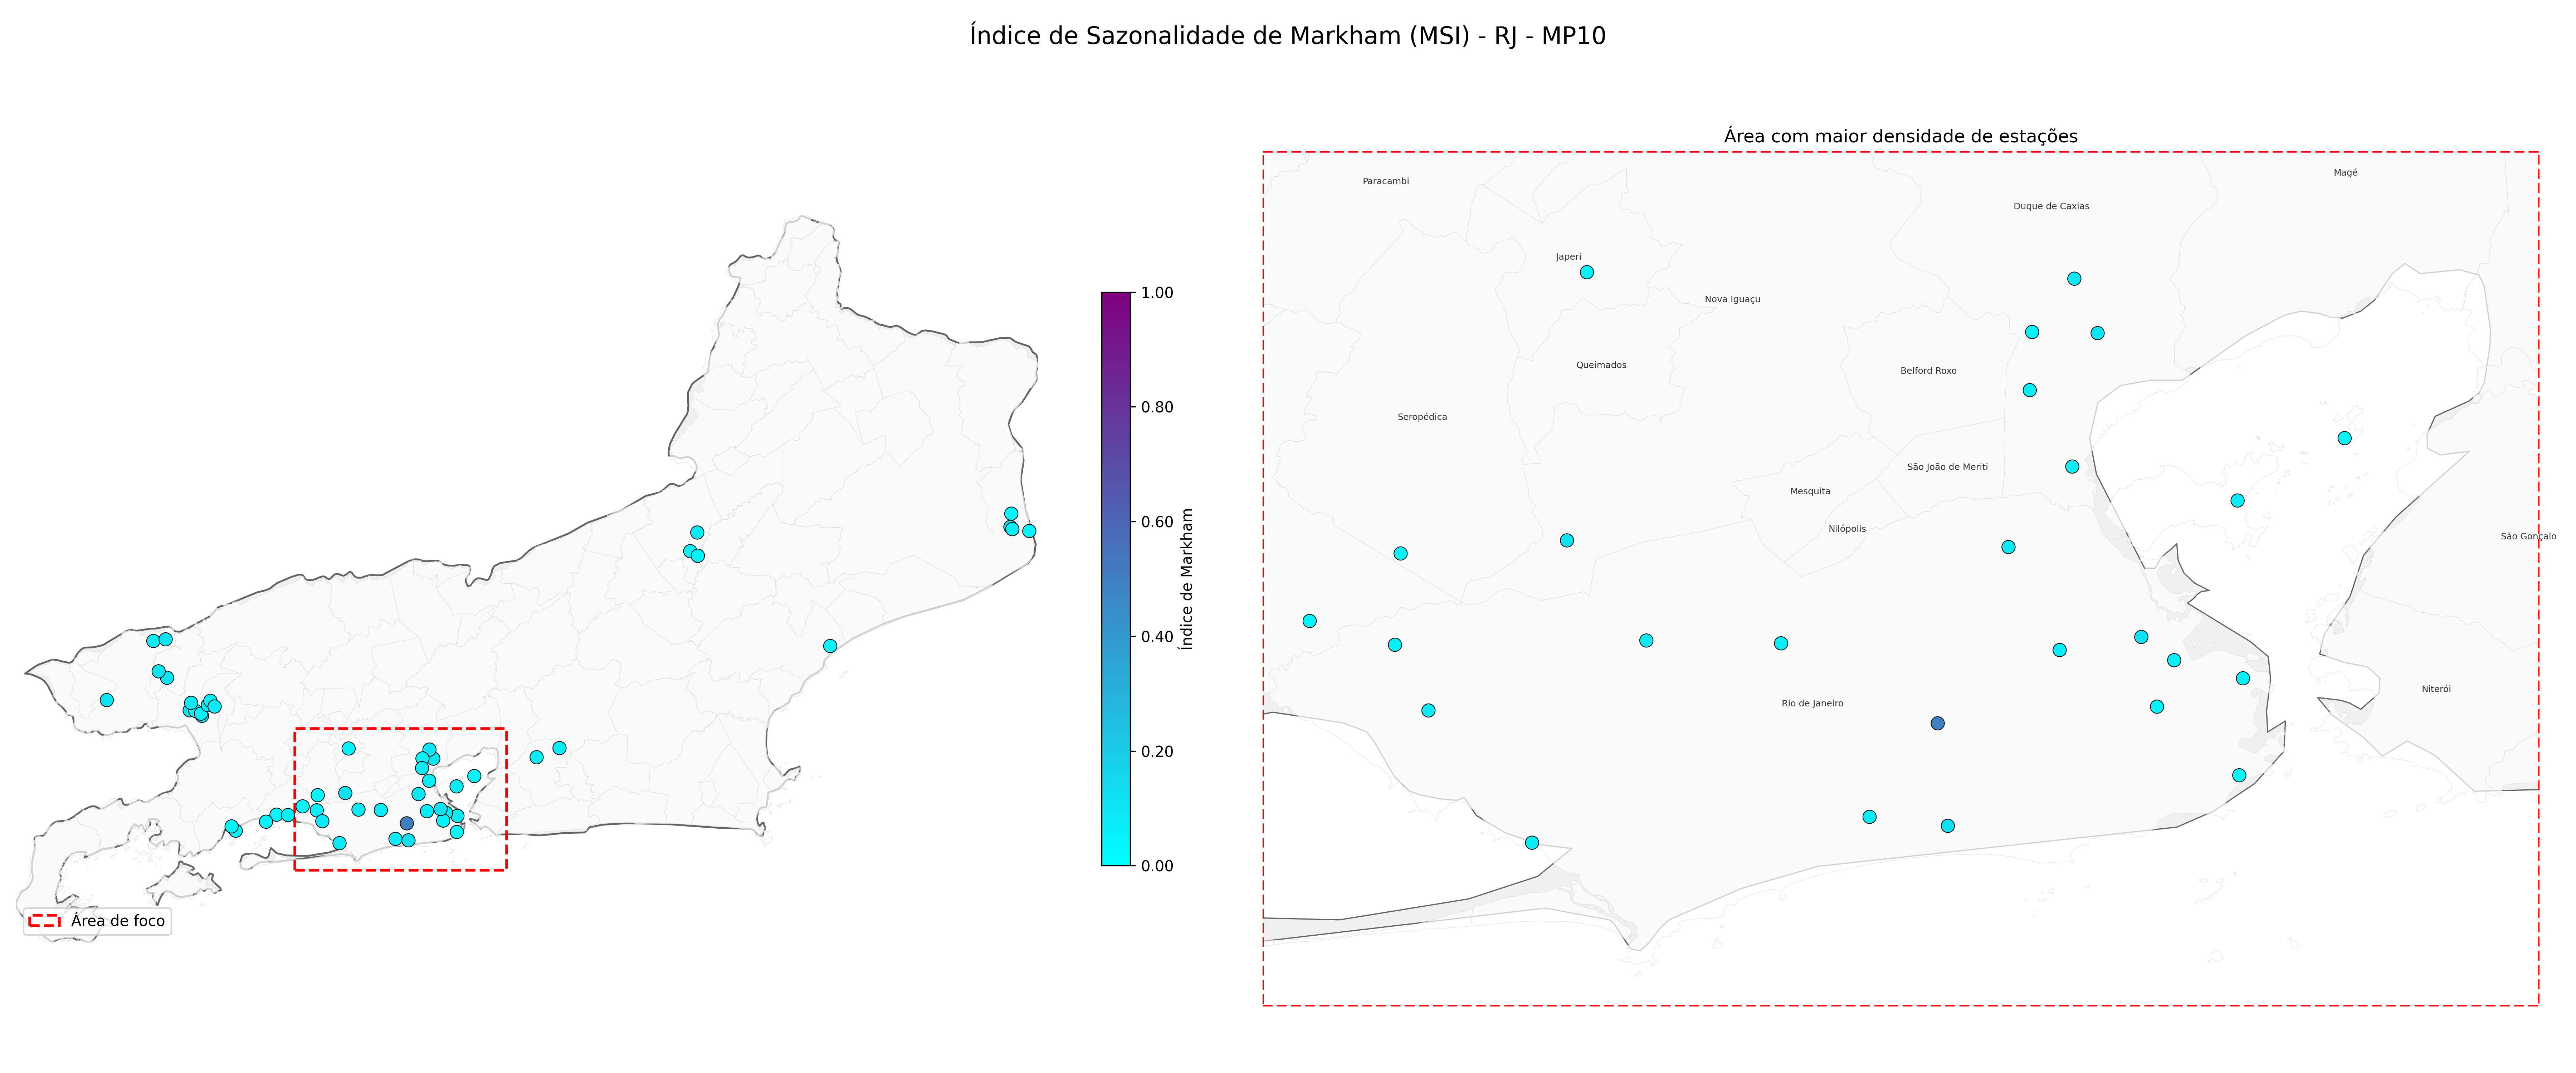 Índice de Sazonalidade de Markham (MSI) - RJ - MP10
Área de foco
1.00
0.80
0.60
0.40
0.20
0.00
Índice de Markham
Área com maior densidade de estações
Paracambi
Magé
Duque de Caxias
Japeri
Nova Iguaçu
Queimados
Belford Roxo
Seropédica
São João de Meriti
Mesquita
Nilópolis
São Gonçalo
Niterói
Rio de Janeiro